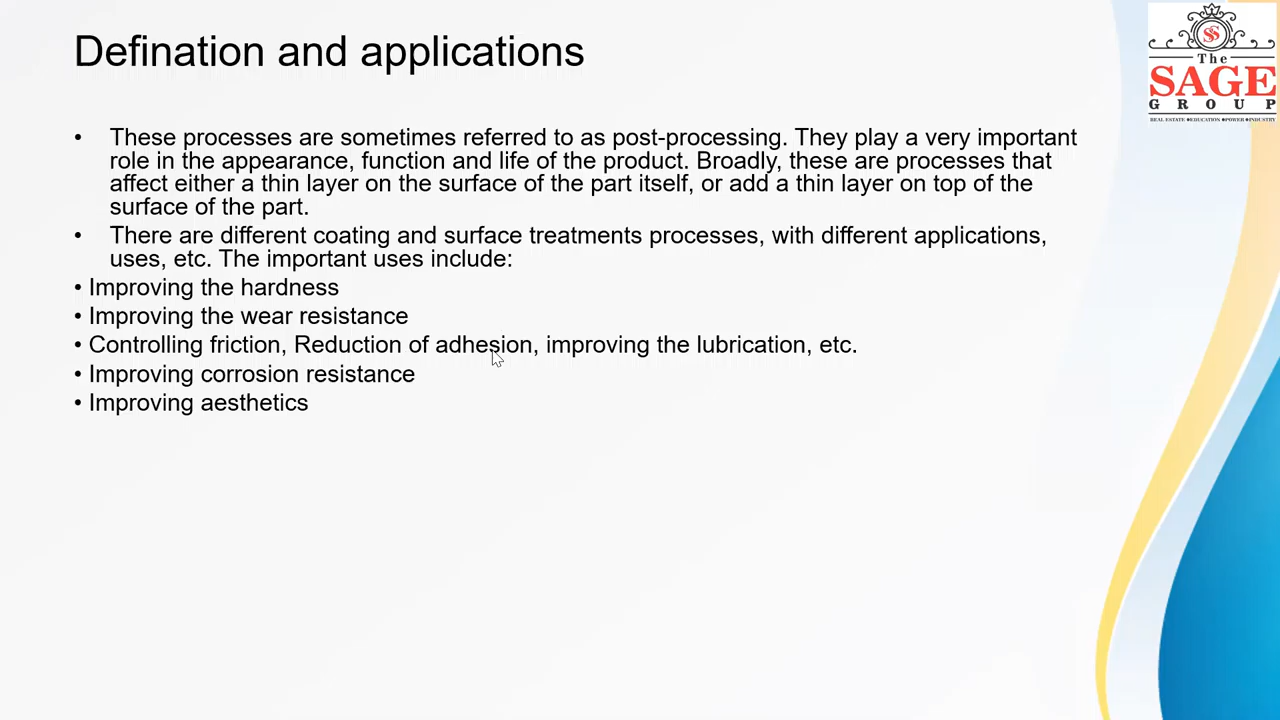 Defination and applications
The
SAGE
GROUP
REAL ESTATE ●EDUCATION ●POWER ●INDUSTRY
• These processes are sometimes referred to as post-processing. They play a very important
role in the appearance, function and life of the product. Broadly, these are processes that
affect either a thin layer on the surface of the part itself, or add a thin layer on top of the
surface of the part.
• There are different coating and surface treatments processes, with different applications,
uses, etc. The important uses include:
• Improving the hardness
• Improving the wear resistance
• Controlling friction, Reduction of adhesion, improving the lubrication, etc.
• Improving corrosion resistance
• Improving aesthetics